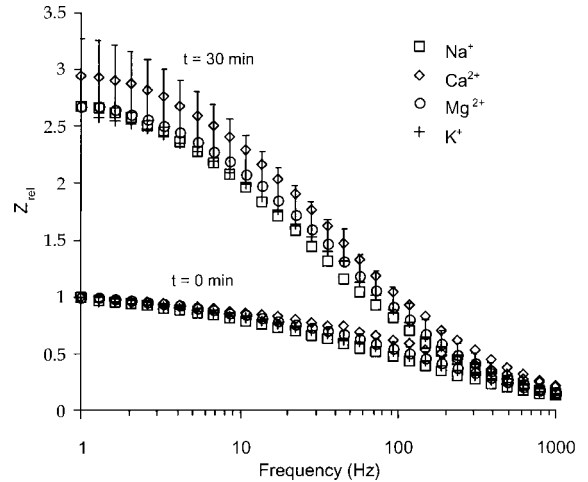 3.5
3
2.5
2
1.5
1
0.5
0
Z_rel
t = 30 min
t = 0 min
Na⁺
Ca²⁺
Mg²⁺
K⁺
1
10
100
1000
Frequency (Hz)